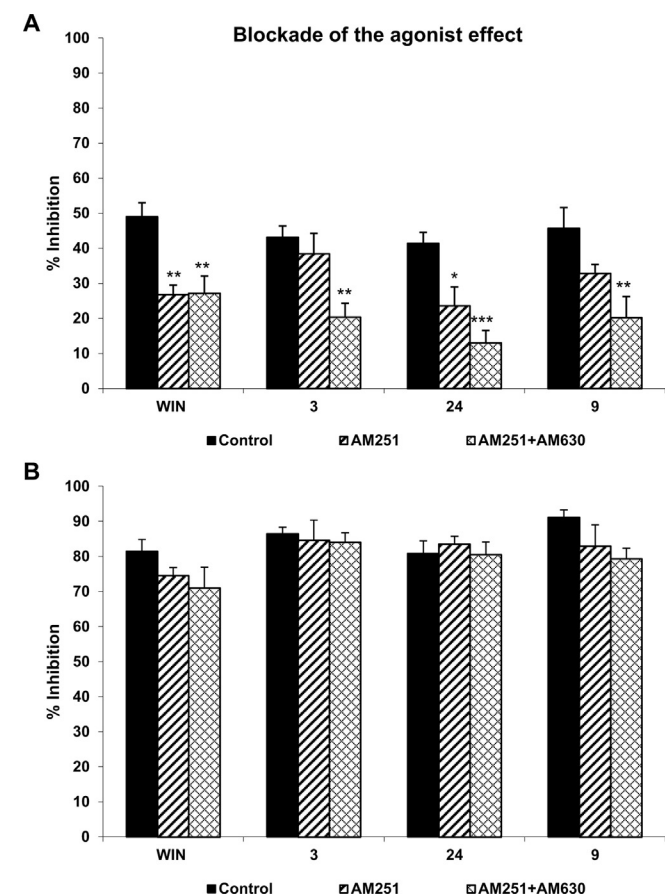 A
Blockade of the agonist effect
100
90
80
70
60
50
40
30
20
10
0
% Inhibition
** **
**
* ***
**
WIN 3 24 9
Control AM251 AM251+AM630
B
100
90
80
70
60
50
40
30
20
10
0
% Inhibition
WIN 3 24 9
Control AM251 AM251+AM630